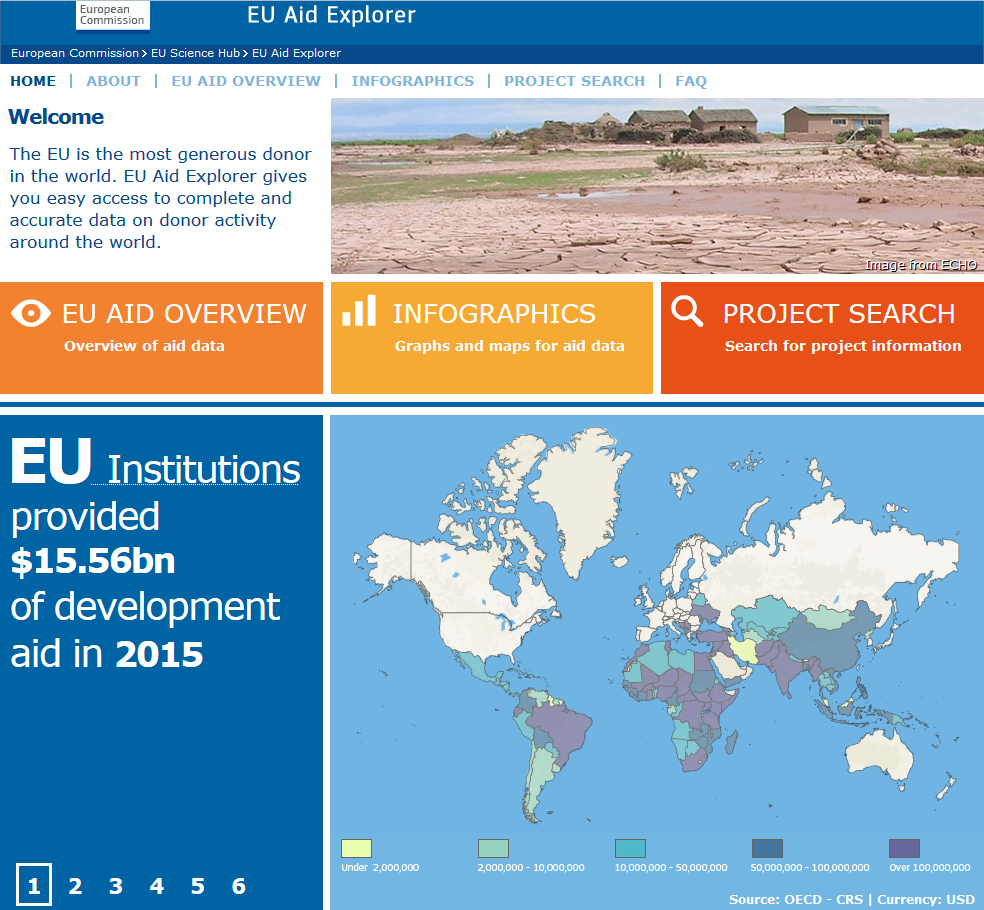 European
Commission
EU Aid Explorer
European Commission > EU Science Hub > EU Aid Explorer
HOME | ABOUT | EU AID OVERVIEW | INFOGRAPHICS | PROJECT SEARCH | FAQ
Welcome
The EU is the most generous donor
in the world. EU Aid Explorer gives
you easy access to complete and
accurate data on donor activity
around the world.
Image from ECHO
EU AID OVERVIEW
Overview of aid data
INFOGRAPHICS
Graphs and maps for aid data
PROJECT SEARCH
Search for project information
EU Institutions
provided
$15.56bn
of development
aid in 2015
1 2 3 4 5 6
Under 2,000,000
2,000,000 - 10,000,000
10,000,000 - 50,000,000
50,000,000 - 100,000,000
Over 100,000,000
Source: OECD - CRS | Currency: USD